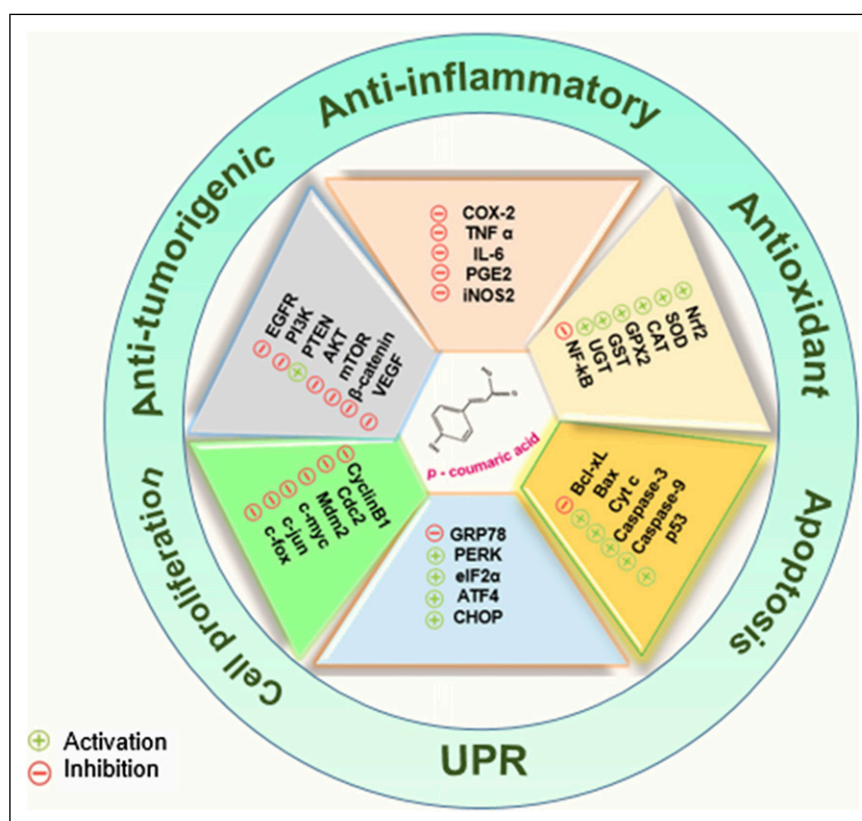 Anti-inflammatory
Antioxidant
Apoptosis
UPR
Cell proliferation
Anti-tumorigenic
COX-2
TNF α
IL-6
PGE2
iNOS2
Nrf2
SOD
CAT
GPX2
GST
UGT
NF-kB
Bcl-xL
Bax
Cyt c
Caspase-3
Caspase-9
p53
GRP78
PERK
eIF2α
ATF4
CHOP
CyclinB1
Cdc2
Mdm2
c-myc
c-jun
c-fox
EGFR
PI3K
PTEN
AKT
mTOR
β-catenin
VEGF
p - coumaric acid
Activation
Inhibition